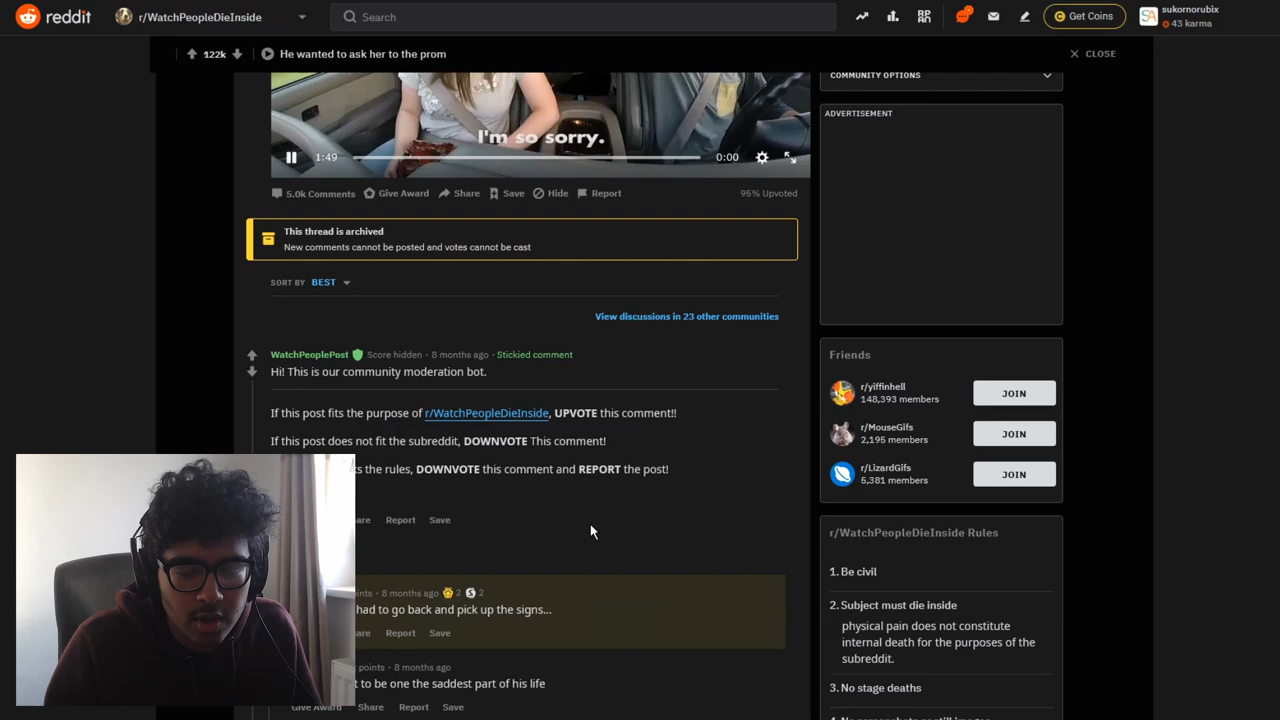 reddit
r/WatchPeopleDieInside
Search
Get Coins
sukornorubix
43 karma
122k
He wanted to ask her to the prom
CLOSE
I'm so sorry.
1:49
0:00
5.0k Comments
Give Award
Share
Save
Hide
Report
95% Upvoted
This thread is archived
New comments cannot be posted and votes cannot be cast
SORT BY BEST
View discussions in 23 other communities
WatchPeoplePost Score hidden · 8 months ago · Stickied comment
Hi! This is our community moderation bot.
If this post fits the purpose of r/WatchPeopleDieInside, UPVOTE this comment!!
If this post does not fit the subreddit, DOWNVOTE This comment!
the rules, DOWNVOTE this comment and REPORT the post!
Report
Save
8 months ago 2 S 2
had to go back and pick up the signs...
Report
Save
points · 8 months ago
to be one the saddest part of his life
Give Award
Share
Report
Save
COMMUNITY OPTIONS
ADVERTISEMENT
Friends
r/yiffinhell
148,393 members
JOIN
r/MouseGifs
2,195 members
JOIN
r/LizardGifs
5,381 members
JOIN
r/WatchPeopleDieInside Rules
1. Be civil
2. Subject must die inside
physical pain does not constitute
internal death for the purposes of the
subreddit.
3. No stage deaths